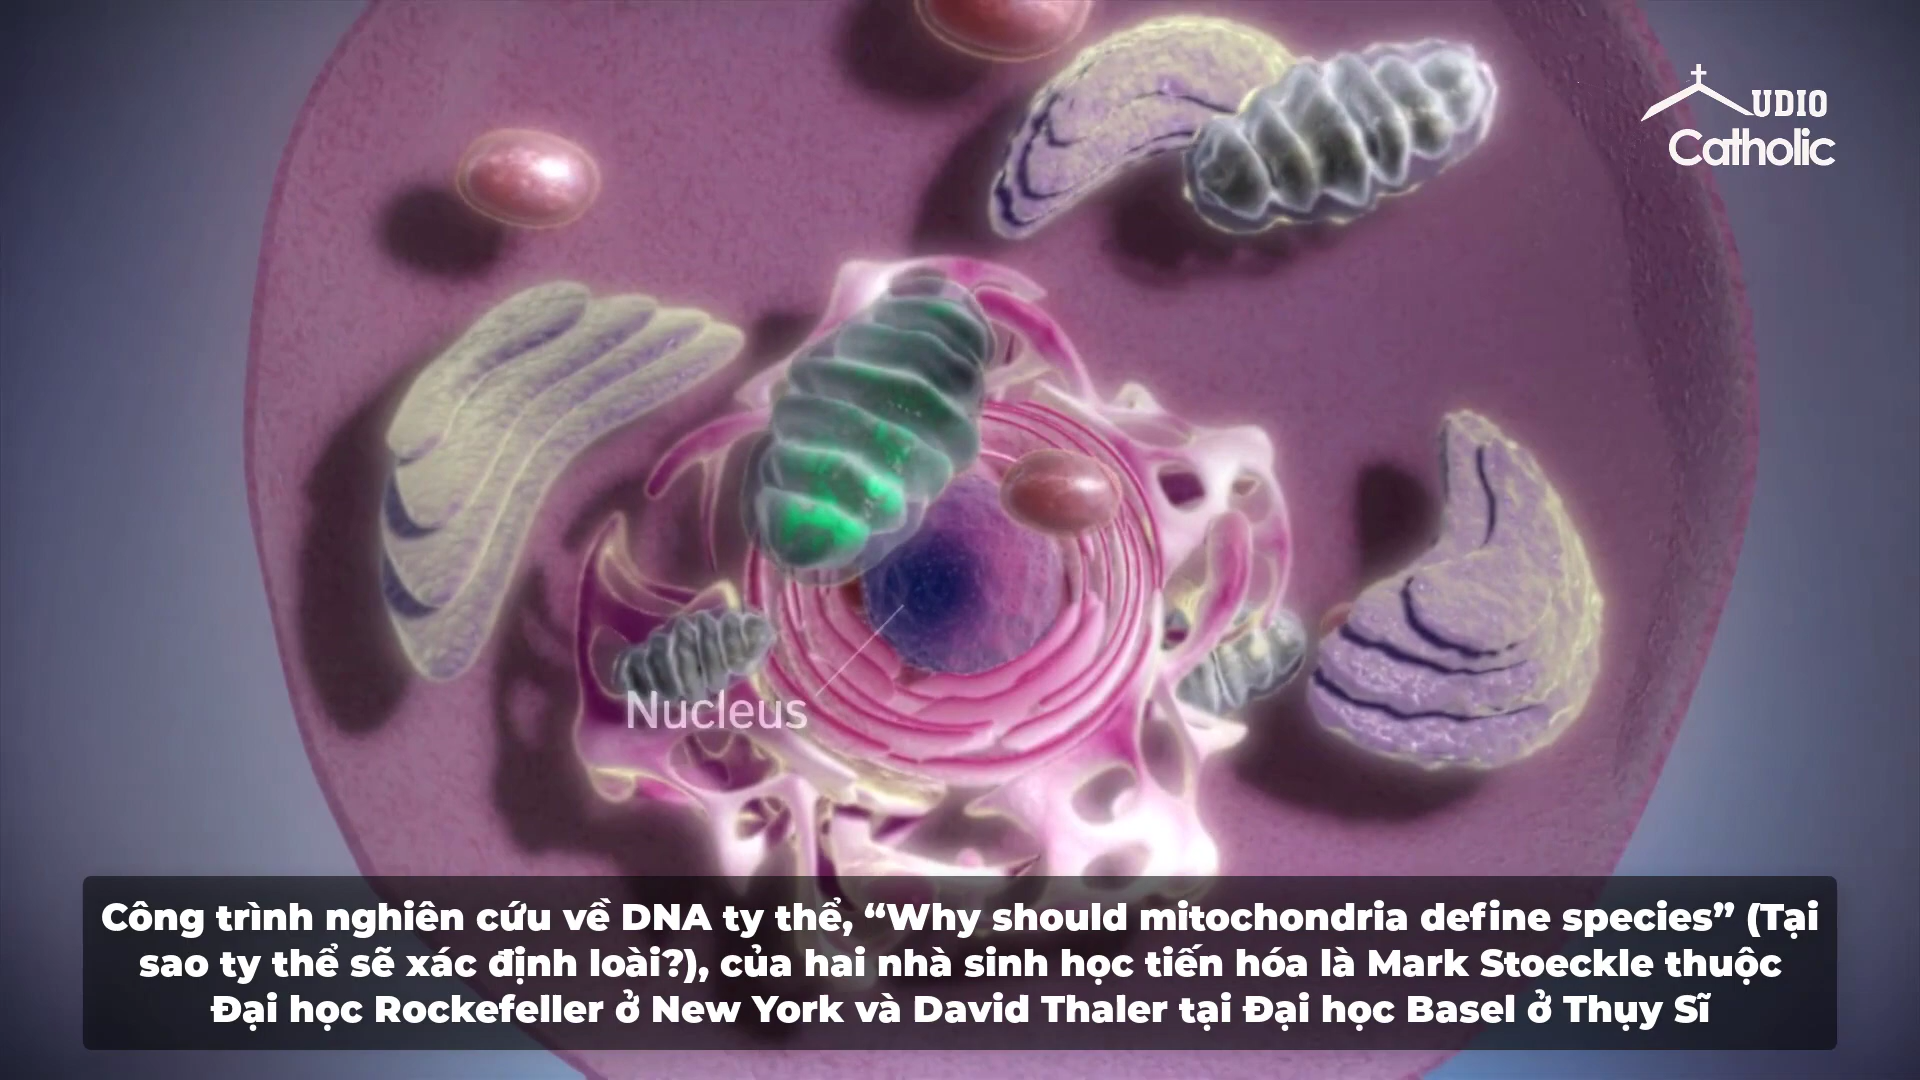 UDIO
Catholic
Nucleus
Công trình nghiên cứu về DNA ty thể, “Why should mitochondria define species” (Tại
sao ty thể sẽ xác định loài?), của hai nhà sinh học tiến hóa là Mark Stoeckle thuộc
Đại học Rockefeller ở New York và David Thaler tại Đại học Basel ở Thụy Sĩ